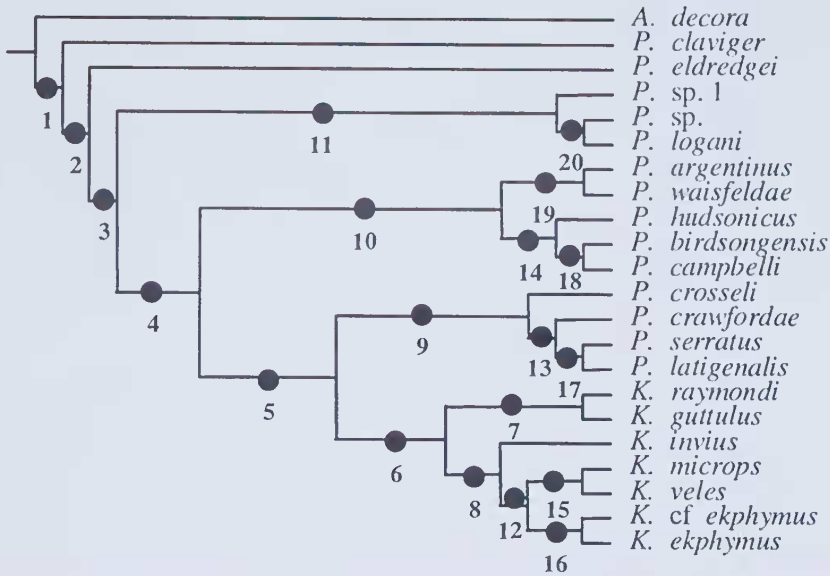 A. decora
P. claviger
P. eldredgei
1
P. sp. 1
2
11
P. sp.
P. logani
20
P. argentinus
P. waisfeldae
3
10
19
P. hudsonicus
14
18
P. birdsongensis
P. campbelli
4
9
P. crosseli
P. crawfordae
13
P. serratus
P. latigenalis
5
17
K. raymondi
7
K. guttulus
6
K. invius
8
12
15
K. microps
K. veles
K. cf ekphymus
16
K. ekphymus